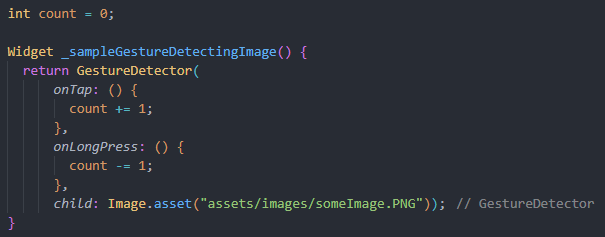 int count = 0;
Widget _sampleGestureDetectingImage() {
return GestureDetector(
onTap: () {
count += 1;
},
onLongPress: () {
count -= 1;
},
child: Image.asset("assets/images/someImage.PNG")); // GestureDetector
}